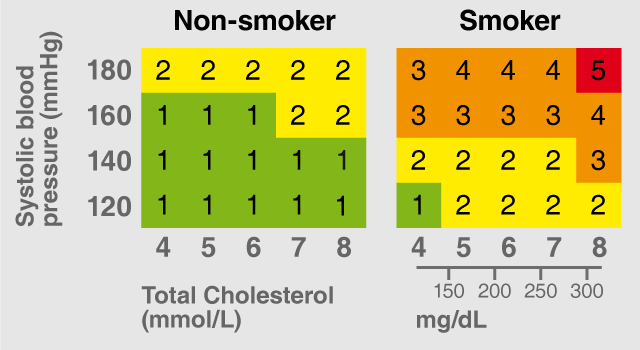 Non-smoker Smoker
Systolic blood
pressure (mmHg)
180 2 2 2 2 2 3 4 4 4 5
160 1 1 1 2 2 3 3 3 3 4
140 1 1 1 1 1 2 2 2 2 3
120 1 1 1 1 1 1 2 2 2 2
4 5 6 7 8 4 5 6 7 8
150 200 250 300
Total Cholesterol
(mmol/L)
mg/dL